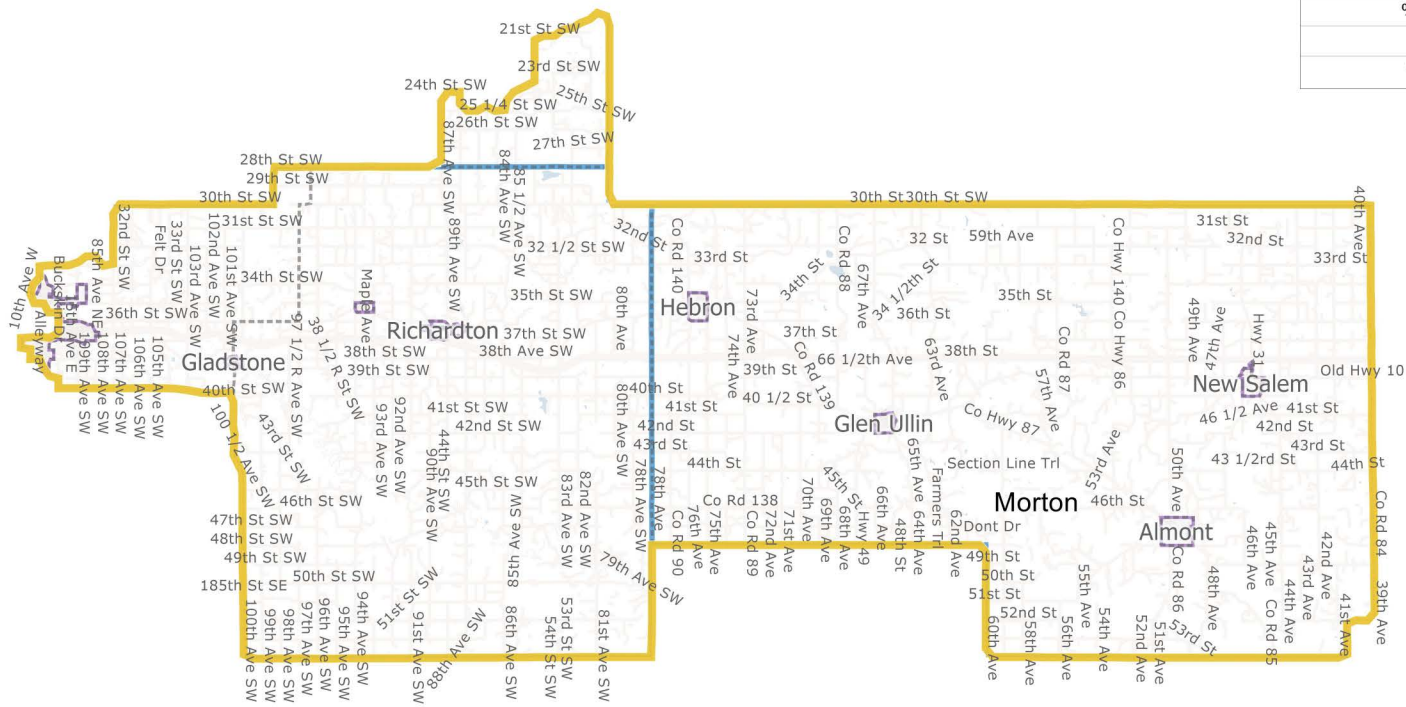 21st St SW
23rd St SW
24th St SW
25 1/4 St SW
25th St SW
26th St SW
27th St SW
28th St SW
29th St SW
30th St SW
30th St
30th St SW
87th Ave SW
84th Ave SW
85 1/2 Ave SW
89th Ave SW
31st St SW
32nd St SW
Felt Dr
33rd St SW
103rd Ave SW
102nd Ave SW
101st Ave SW
34th St SW
32 1/2 St SW
35th St SW
36th St SW
37th St SW
38th St SW
38th Ave SW
39th St SW
40th St SW
10th Ave W
Alleyway
Buckskin Dr
85th Ave NE
15th Ave E
109th Ave SW
108th Ave SW
107th Ave SW
106th Ave SW
105th Ave SW
Gladstone
Maple Ave
Richardton
97 1/2 R Ave SW
38 1/2 R St SW
100 1/2 Ave SW
43rd St SW
93rd Ave SW
92nd Ave SW
41st St SW
42nd St SW
44th St SW
90th Ave SW
45th St SW
46th St SW
47th St SW
48th St SW
49th St SW
50th St SW
185th St SE
51st St SW
100th Ave SW
99th Ave SW
98th Ave SW
97th Ave SW
96th Ave SW
95th Ave SW
94th Ave SW
91st Ave SW
88th Ave SW
85th Ave SW
86th Ave SW
83rd Ave SW
82nd Ave SW
54th St SW
53rd St SW
81st Ave SW
79th Ave SW
80th Ave
80th Ave SW
78th Ave SW
78th Ave
32nd St
Co Rd 140
33rd St
Hebron
73rd Ave
74th Ave
34th St
Co Rd 88
67th Ave
34 1/2th St
32 St
59th Ave
36th St
35th St
37th St
66 1/2th Ave
38th St
39th St
Co Rd 139
63rd Ave
40th St
40 1/2 St
41st St
42nd St
43rd St
44th St
Glen Ullin
Co Hwy 87
57th Ave
Co Rd 87
Co Hwy 140
Co Hwy 86
31st St
32nd St
33rd St
40th Ave
49th Ave
47th Ave
Hwy 31
New Salem
Old Hwy 10
46 1/2 Ave
41st St
42nd St
43rd St
43 1/2rd St
44th St
Section Line Trl
53rd Ave
50th Ave
46th St
Morton
Almont
Co Rd 138
Co Rd 90
76th Ave
75th Ave
Co Rd 89
72nd Ave
71st Ave
70th Ave
69th Ave
68th Ave
45th St
Hwy 49
66th Ave
48th St
65th Ave
64th Ave
Farmers Trl
62nd Ave
Dont Dr
49th St
50th St
51st St
52nd St
60th Ave
58th Ave
56th Ave
55th Ave
54th Ave
52nd Ave
51st Ave
53rd St
Co Rd 86
48th Ave
46th Ave
45th Ave
Co Rd 85
44th Ave
43rd Ave
42nd Ave
41st Ave
Co Rd 84
39th Ave